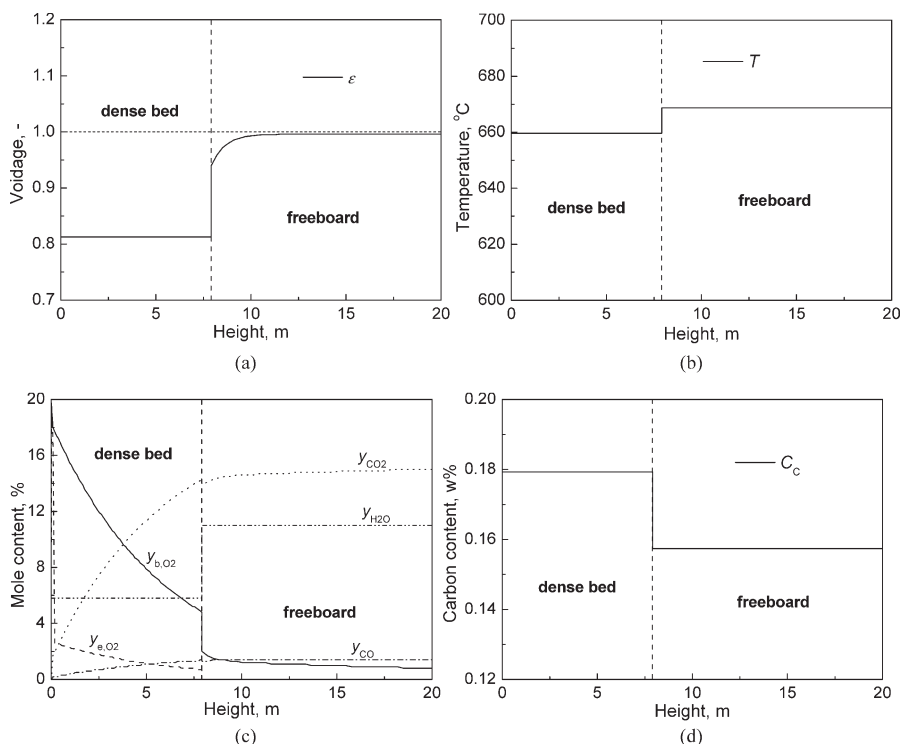 1.2
1.1
1.0
0.9
0.8
0.7
Voidage, -
dense bed
ε
freeboard
0 5 10 15 20
Height, m
(a)
700
680
660
640
620
600
Temperature, °C
T
dense bed
freeboard
0 5 10 15 20
Height, m
(b)
20
16
12
8
4
0
Mole content, %
dense bed
y_CO2
y_H2O
y_b,O2
freeboard
y_e,O2
y_CO
0 5 10 15 20
Height, m
(c)
0.20
0.18
0.16
0.14
0.12
Carbon content, w%
C_C
dense bed
freeboard
0 5 10 15 20
Height, m
(d)